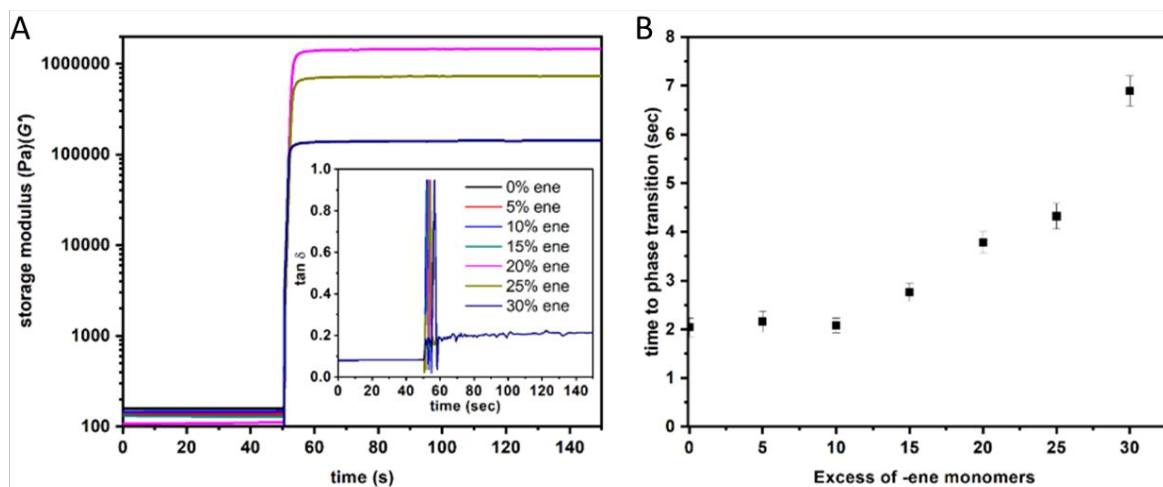 A
storage modulus (Pa)(G')
1000000
100000
10000
1000
100
0 20 40 60 80 100 120 140
time (s)
tan δ
1.0
0.8
0.6
0.4
0.2
0.0
0% ene
5% ene
10% ene
15% ene
20% ene
25% ene
30% ene
0 20 40 60 80 100 120 140
time (sec)
B
time to phase transition (sec)
8
7
6
5
4
3
2
1
0
0 5 10 15 20 25 30
Excess of -ene monomers